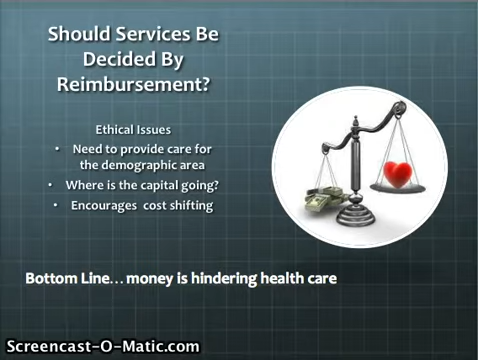 Should Services Be
Decided By
Reimbursement?
Ethical Issues
• Need to provide care for
the demographic area
• Where is the capital going?
• Encourages cost shifting
Bottom Line...money is hindering health care
Screencast-O-Matic.com